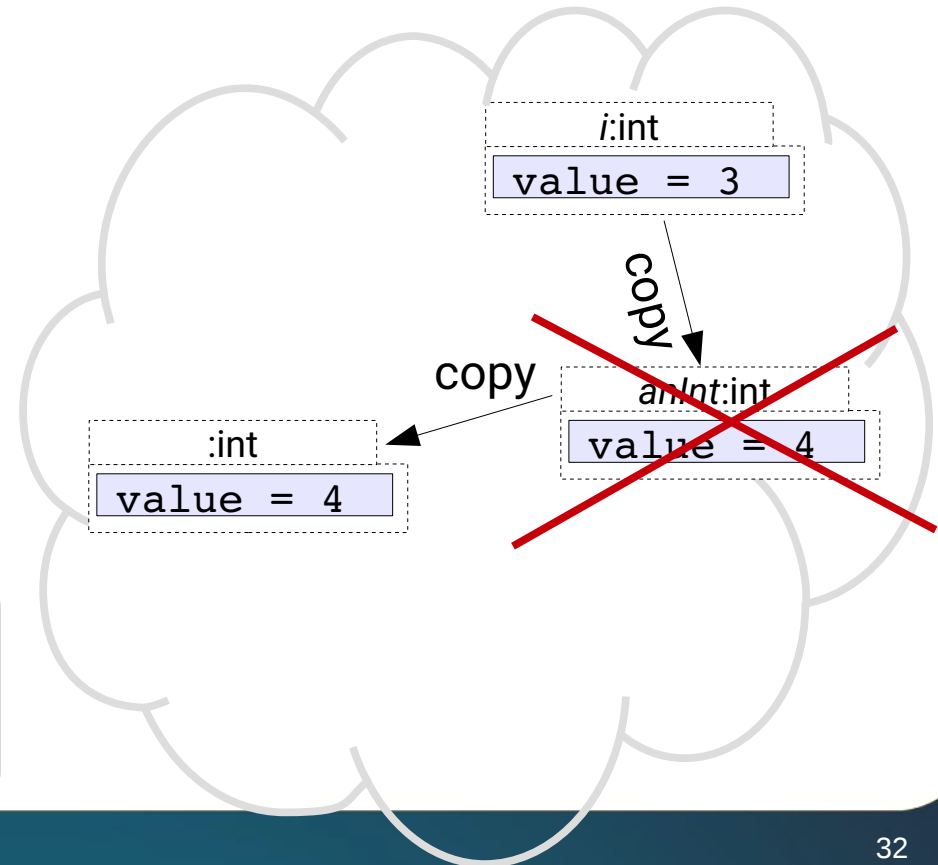 i:int
value = 3
copy
copy
anInt:int
value = 4
:int
value = 4
32